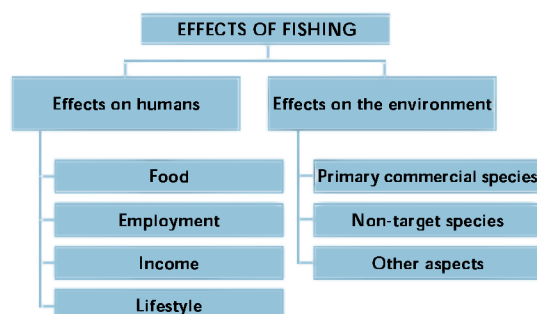 EFFECTS OF FISHING
Effects on humans
Effects on the environment
Food
Employment
Income
Lifestyle
Primary commercial species
Non-target species
Other aspects